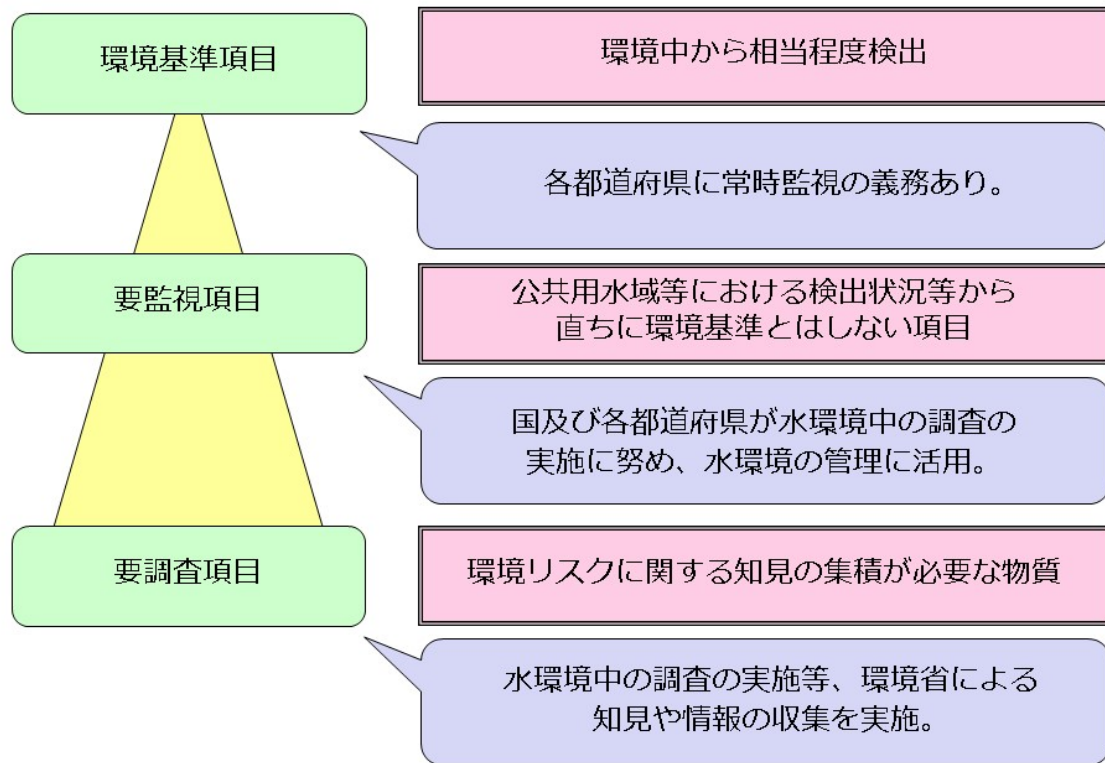 環境基準項目
環境中から相当程度検出
各都道府県に常時監視の義務あり。
要監視項目
公共用水域等における検出状況等から
直ちに環境基準とはしない項目
国及び各都道府県が水環境中の調査の
実施に努め、水環境の管理に活用。
要調査項目
環境リスクに関する知見の集積が必要な物質
水環境中の調査の実施等、環境省による
知見や情報の収集を実施。